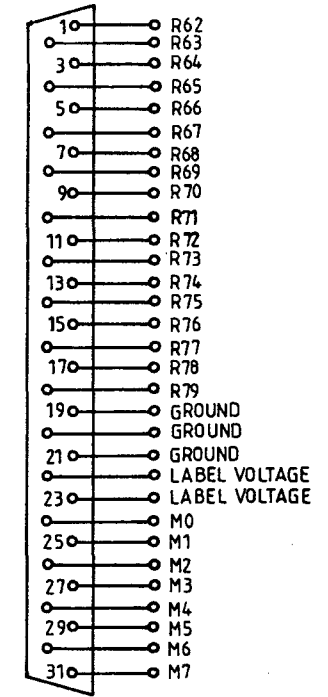 1 R62
R63
3 R64
R65
5 R66
R67
7 R68
R69
9 R70
R71
11 R72
R73
13 R74
R75
15 R76
R77
17 R78
R79
19 GROUND
GROUND
21 GROUND
LABEL VOLTAGE
23 LABEL VOLTAGE
M0
25 M1
M2
27 M3
M4
29 M5
M6
31 M7